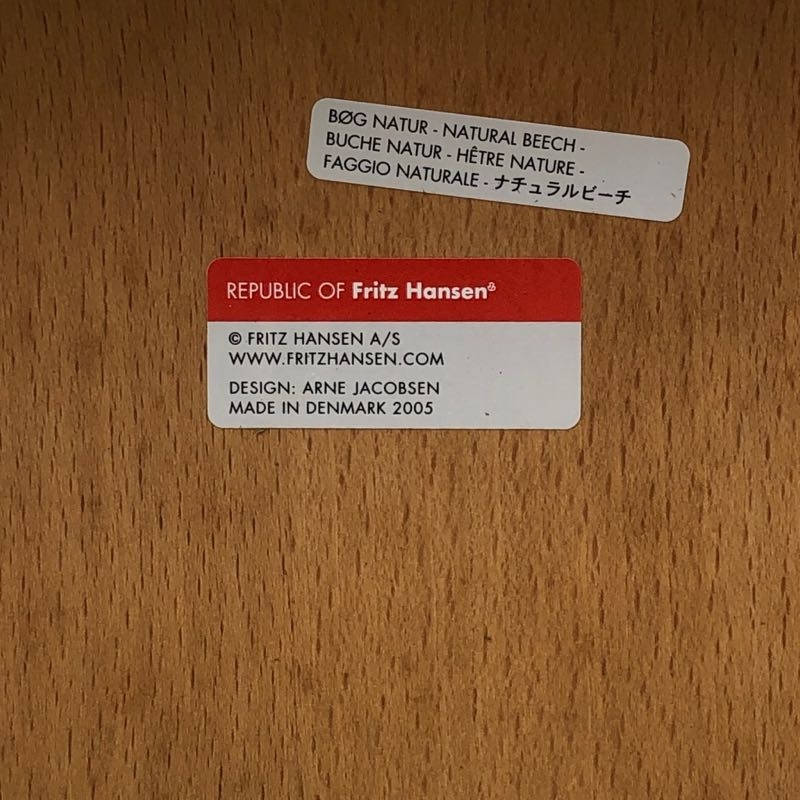 BØG NATUR - NATURAL BEECH -
BUCHE NATUR - HÊTRE NATURE -
FAGGIO NATURALE - ナチュラルビーチ
REPUBLIC OF Fritz Hansen®
© FRITZ HANSEN A/S
WWW.FRITZHANSEN.COM
DESIGN: ARNE JACOBSEN
MADE IN DENMARK 2005